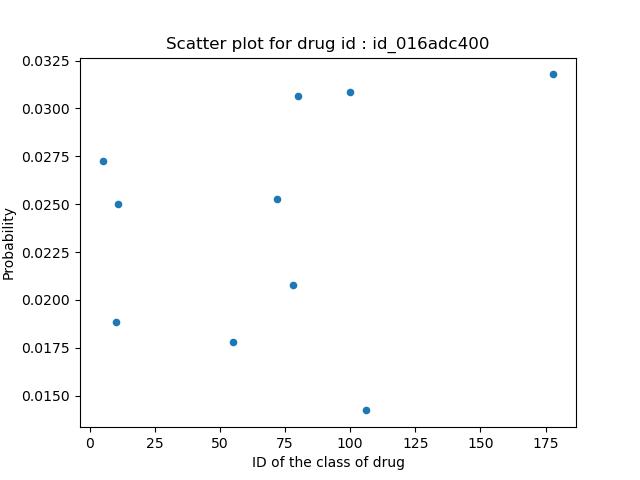 Scatter plot for drug id : id_016adc400
0.0325
0.0300
0.0275
0.0250
0.0225
0.0200
0.0175
0.0150
Probability
0 25 50 75 100 125 150 175
ID of the class of drug